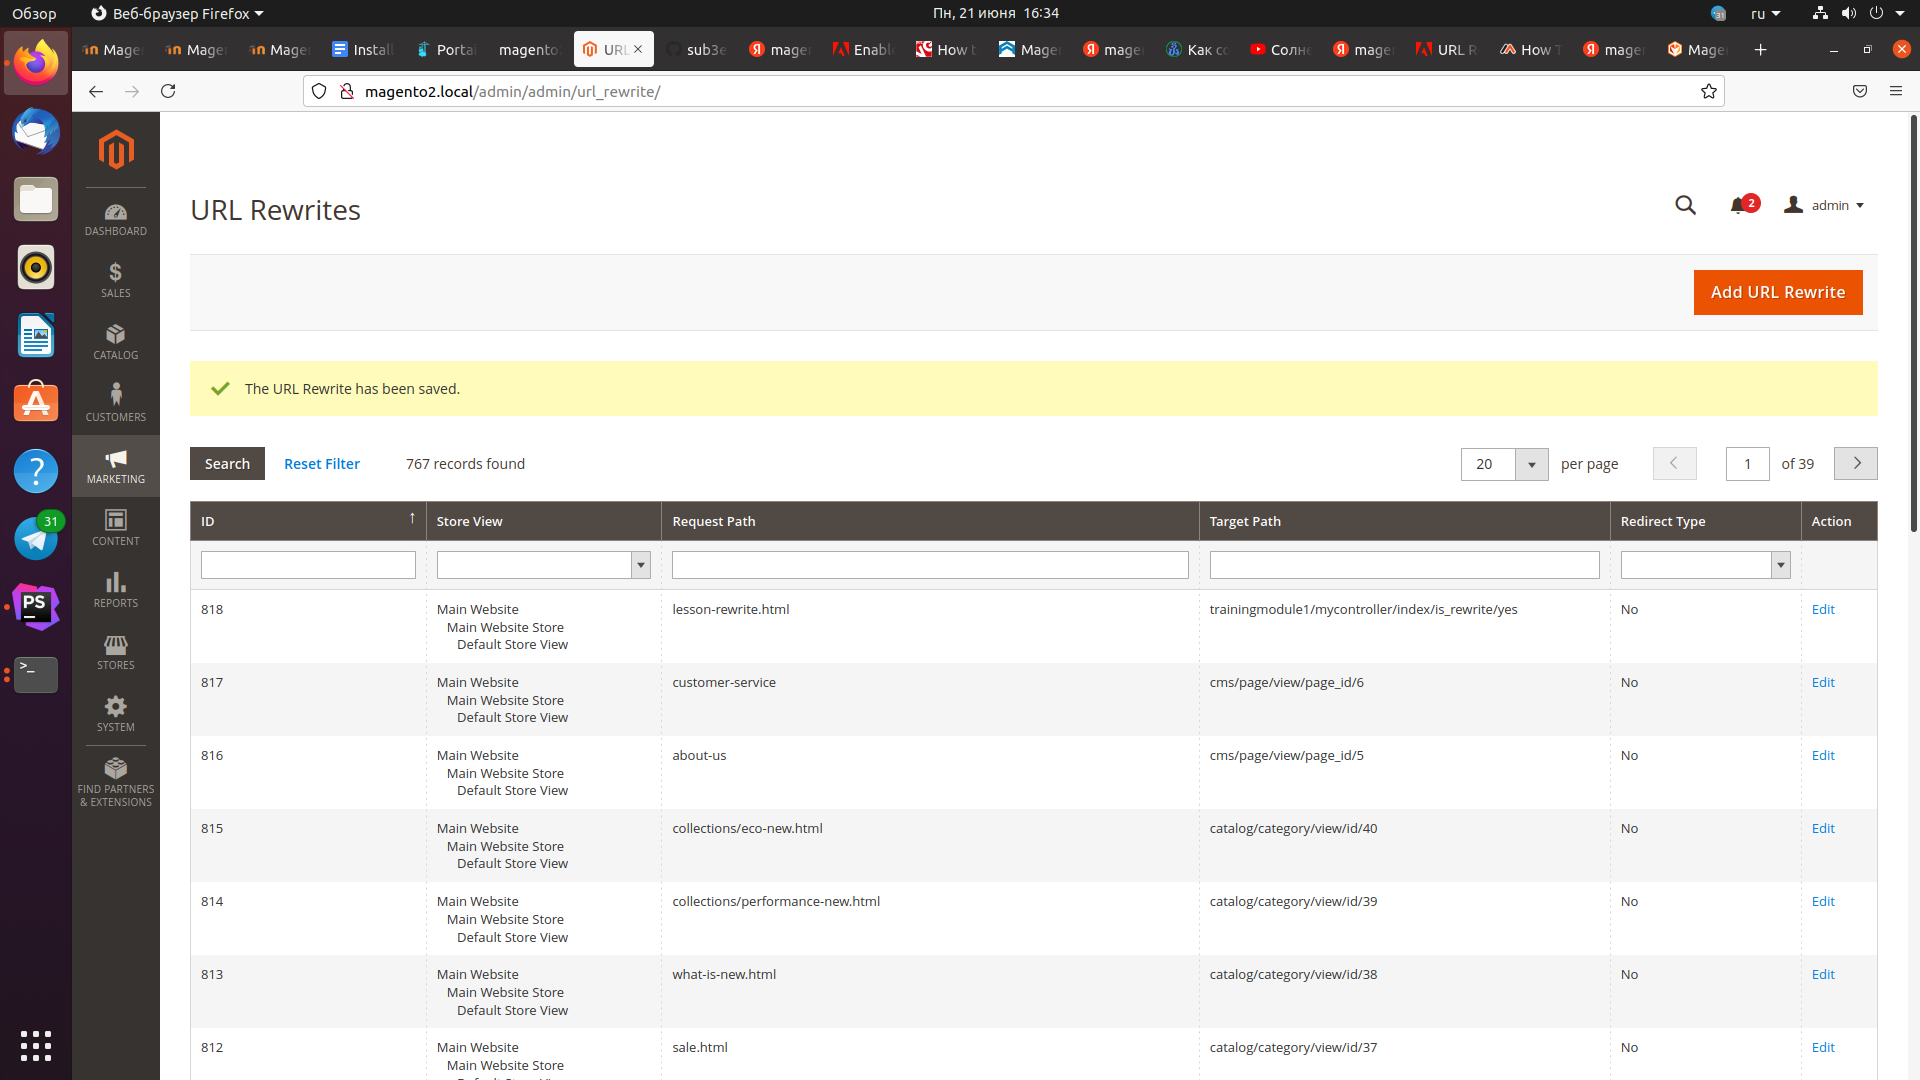 Обзор
Веб-браузер Firefox
Пн, 21 июня 16:34
31
ru
Mage
Mage
Mage
Install
Porta
magento
URL
sub3
mage
Enabl
How t
Mage
mage
Как со
Солне
mage
URL R
How T
mage
Mage
magento2.local/admin/admin/url_rewrite/
DASHBOARD
SALES
CATALOG
CUSTOMERS
MARKETING
CONTENT
REPORTS
STORES
SYSTEM
FIND PARTNERS
& EXTENSIONS
31
PS
>_
URL Rewrites
2
admin
Add URL Rewrite
The URL Rewrite has been saved.
Search
Reset Filter
767 records found
20
per page
1
of 39
ID ↑ Store View Request Path Target Path Redirect Type Action
818 Main Website lesson-rewrite.html trainingmodule1/mycontroller/index/is_rewrite/yes No Edit
Main Website Store
Default Store View
817 Main Website customer-service cms/page/view/page_id/6 No Edit
Main Website Store
Default Store View
816 Main Website about-us cms/page/view/page_id/5 No Edit
Main Website Store
Default Store View
815 Main Website collections/eco-new.html catalog/category/view/id/40 No Edit
Main Website Store
Default Store View
814 Main Website collections/performance-new.html catalog/category/view/id/39 No Edit
Main Website Store
Default Store View
813 Main Website what-is-new.html catalog/category/view/id/38 No Edit
Main Website Store
Default Store View
812 Main Website sale.html catalog/category/view/id/37 No Edit
Main Website Store